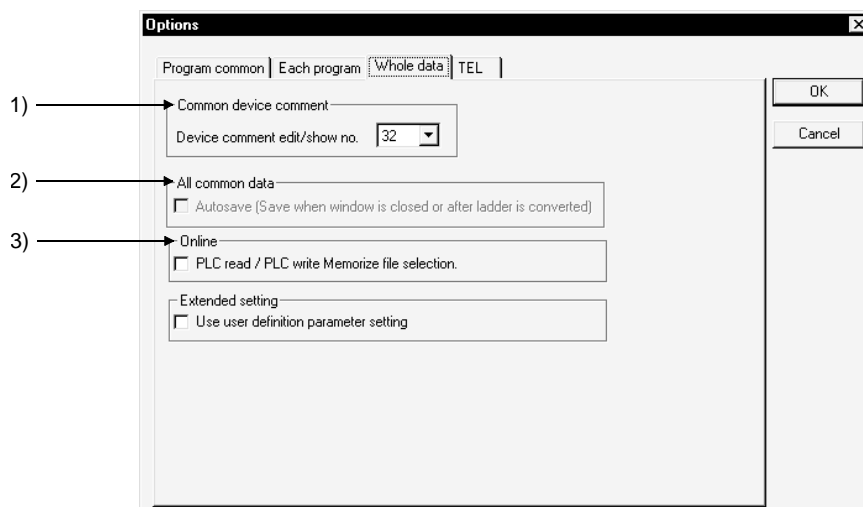 Options
Program common Each program Whole data TEL
1)
Common device comment
Device comment edit/show no. 32
OK
Cancel
2)
All common data
Autosave (Save when window is closed or after ladder is converted)
3)
Online
PLC read / PLC write Memorize file selection.
Extended setting
Use user definition parameter setting